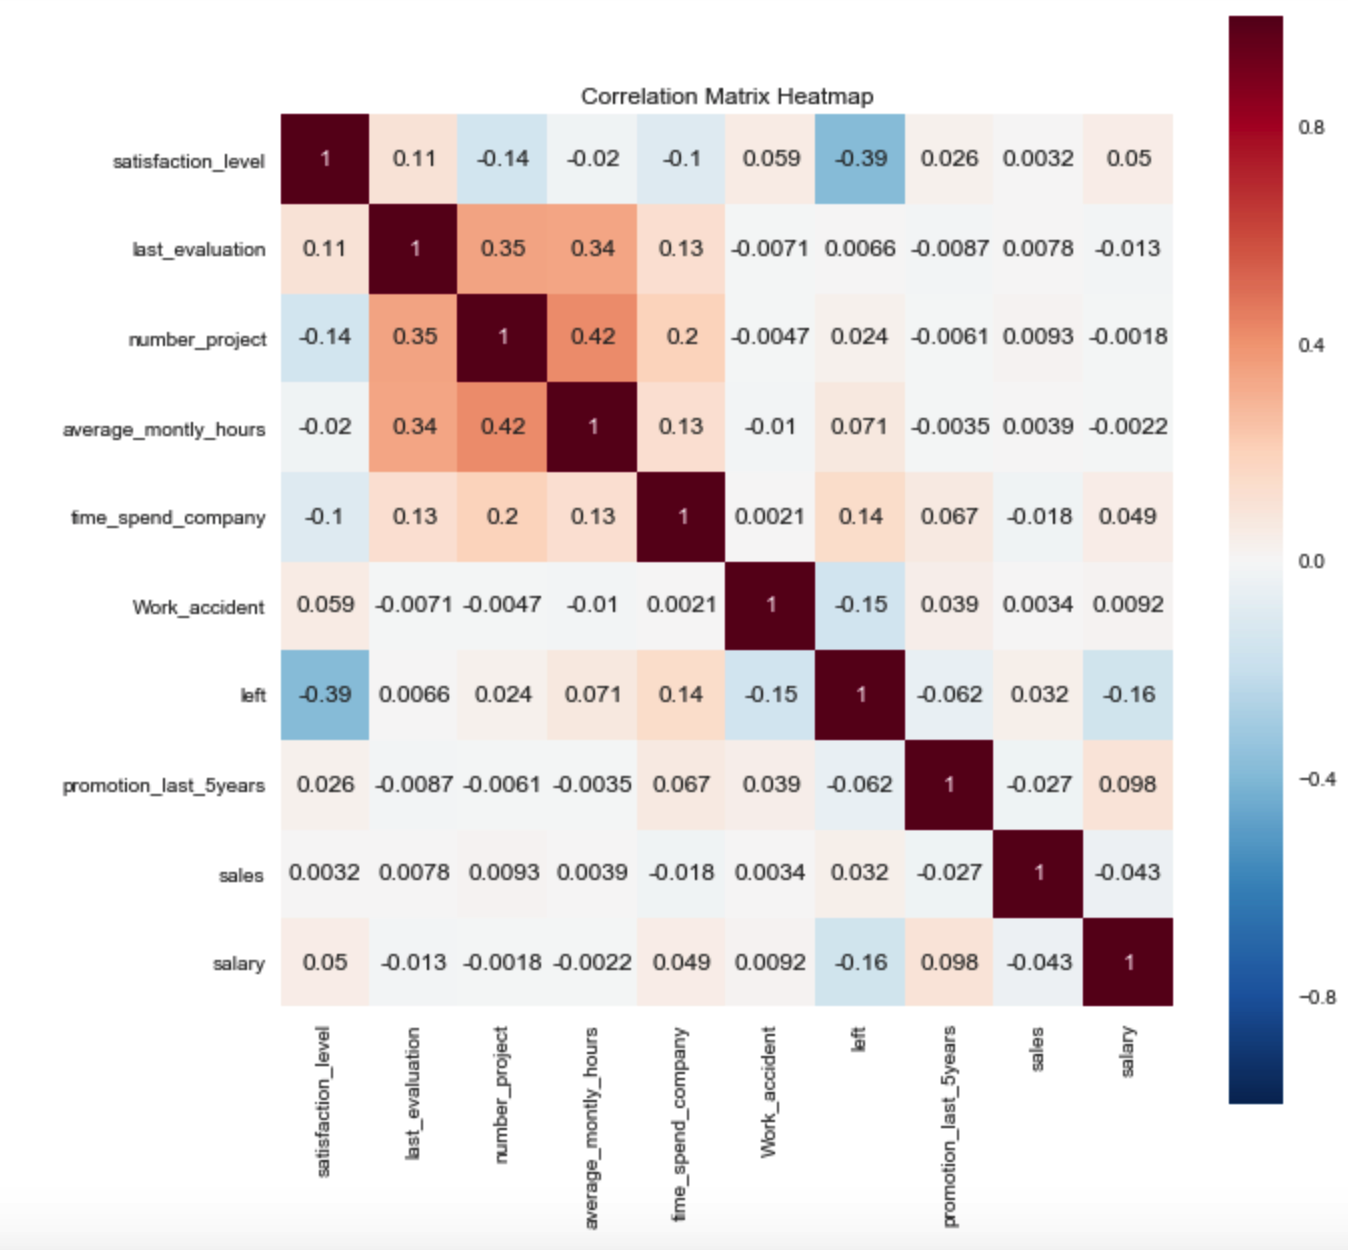 Correlation Matrix Heatmap
satisfaction_level 1 0.11 -0.14 -0.02 -0.1 0.059 -0.39 0.026 0.0032 0.05
last_evaluation 0.11 1 0.35 0.34 0.13 -0.0071 0.0066 -0.0087 0.0078 -0.013
number_project -0.14 0.35 1 0.42 0.2 -0.0047 0.024 -0.0061 0.0093 -0.0018
average_montly_hours -0.02 0.34 0.42 1 0.13 -0.01 0.071 -0.0035 0.0039 -0.0022
time_spend_company -0.1 0.13 0.2 0.13 1 0.0021 0.14 0.067 -0.018 0.049
Work_accident 0.059 -0.0071 -0.0047 -0.01 0.0021 1 -0.15 0.039 0.0034 0.0092
left -0.39 0.0066 0.024 0.071 0.14 -0.15 1 -0.062 0.032 -0.16
promotion_last_5years 0.026 -0.0087 -0.0061 -0.0035 0.067 0.039 -0.062 1 -0.027 0.098
sales 0.0032 0.0078 0.0093 0.0039 -0.018 0.0034 0.032 -0.027 1 -0.043
salary 0.05 -0.013 -0.0018 -0.0022 0.049 0.0092 -0.16 0.098 -0.043 1
satisfaction_level
last_evaluation
number_project
average_montly_hours
time_spend_company
Work_accident
left
promotion_last_5years
sales
salary
0.8
0.4
0.0
−0.4
−0.8